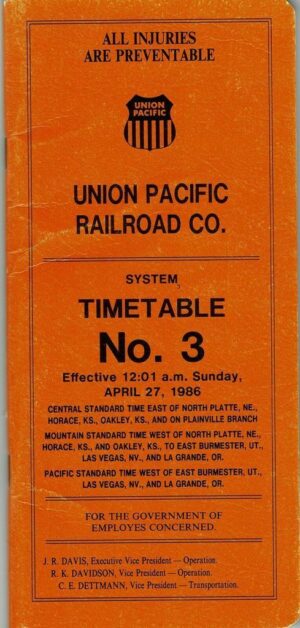 ALL INJURIES
ARE PREVENTABLE
UNION
PACIFIC
UNION PACIFIC
RAILROAD CO.
SYSTEM
TIMETABLE
No. 3
Effective 12:01 a.m. Sunday,
APRIL 27, 1986
CENTRAL STANDARD TIME EAST OF NORTH PLATTE, NE.,
HORACE, KS., OAKLEY, KS., AND ON PLAINVILLE BRANCH
MOUNTAIN STANDARD TIME WEST OF NORTH PLATTE, NE.,
HORACE, KS., AND OAKLEY, KS., TO EAST BURMESTER, UT.,
LAS VEGAS, NV., AND LA GRANDE, OR.
PACIFIC STANDARD TIME WEST OF EAST BURMESTER, UT.,
LAS VEGAS, NV., AND LA GRANDE, OR.
FOR THE GOVERNMENT OF
EMPLOYES CONCERNED.
J. R. DAVIS, Executive Vice President — Operation.
R. K. DAVIDSON, Vice President — Operation.
C. E. DETTMANN, Vice President — Transportation.